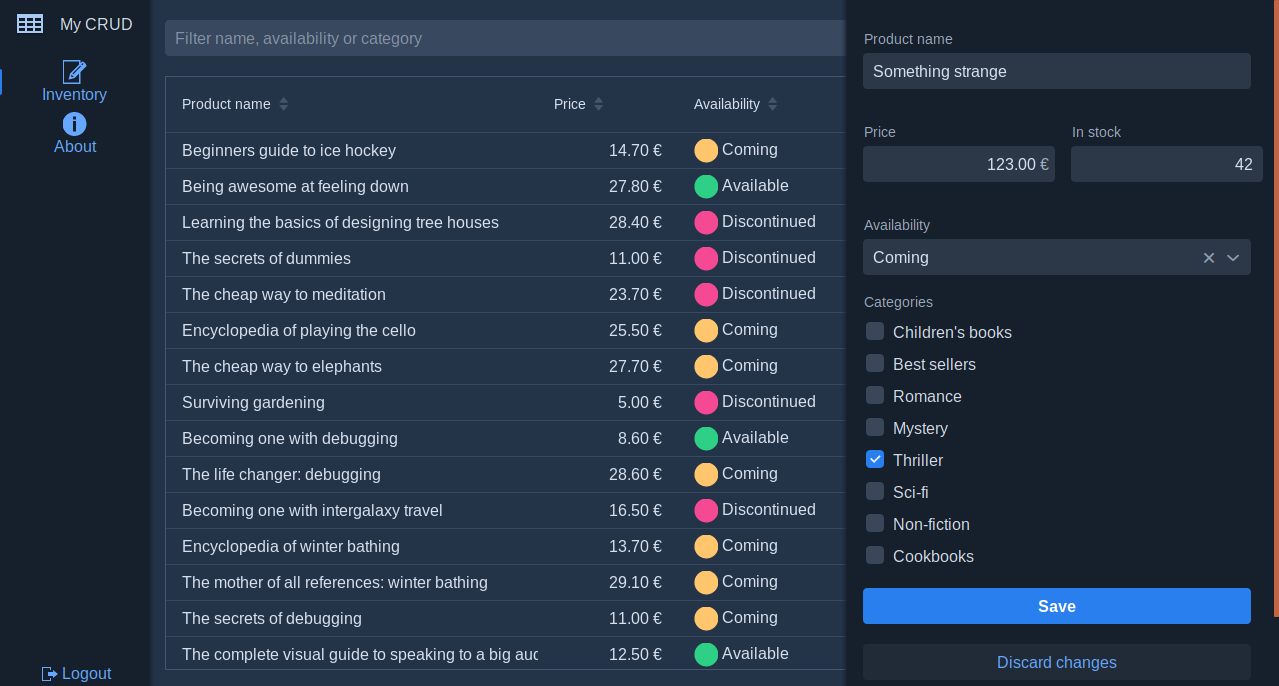 My CRUD
Inventory
About
Logout
Filter name, availability or category
Product name Price Availability
Beginners guide to ice hockey 14.70 € Coming
Being awesome at feeling down 27.80 € Available
Learning the basics of designing tree houses 28.40 € Discontinued
The secrets of dummies 11.00 € Discontinued
The cheap way to meditation 23.70 € Discontinued
Encyclopedia of playing the cello 25.50 € Coming
The cheap way to elephants 27.70 € Coming
Surviving gardening 5.00 € Discontinued
Becoming one with debugging 8.60 € Available
The life changer: debugging 28.60 € Coming
Becoming one with intergalaxy travel 16.50 € Discontinued
Encyclopedia of winter bathing 13.70 € Coming
The mother of all references: winter bathing 29.10 € Coming
The secrets of debugging 11.00 € Coming
The complete visual guide to speaking to a big aud 12.50 € Available
Product name
Something strange
Price In stock
123.00 € 42
Availability
Coming
Categories
Children's books
Best sellers
Romance
Mystery
Thriller
Sci-fi
Non-fiction
Cookbooks
Save
Discard changes